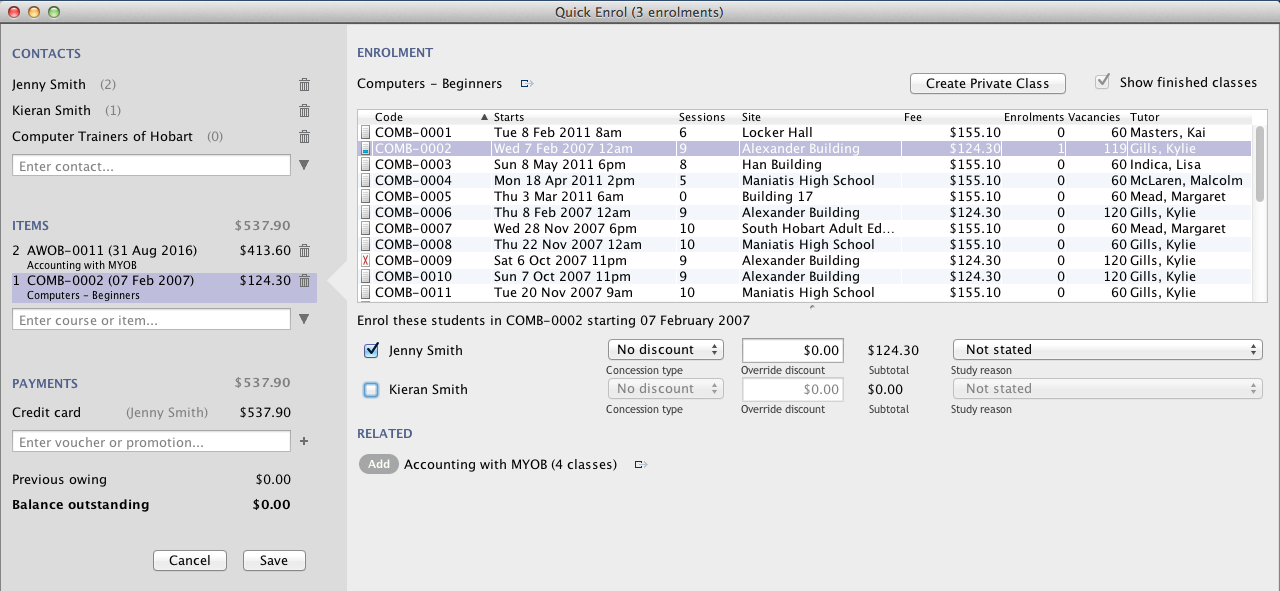 Quick Enrol (3 enrolments)
CONTACTS
Jenny Smith (2)
Kieran Smith (1)
Computer Trainers of Hobart (0)
Enter contact...
ITEMS $537.90
2 AWOB-0011 (31 Aug 2016) $413.60
Accounting with MYOB
1 COMB-0002 (07 Feb 2007) $124.30
Computers - Beginners
Enter course or item...
PAYMENTS $537.90
Credit card (Jenny Smith) $537.90
Enter voucher or promotion... +
Previous owing $0.00
Balance outstanding $0.00
Cancel Save
ENROLMENT
Computers - Beginners Create Private Class Show finished classes
Code Starts Sessions Site Fee Enrolments Vacancies Tutor
COMB-0001 Tue 8 Feb 2011 8am 6 Locker Hall $155.10 0 60 Masters, Kai
COMB-0002 Wed 7 Feb 2007 12am 9 Alexander Building $124.30 1 119 Gills, Kylie
COMB-0003 Sun 8 May 2011 6pm 8 Han Building $155.10 0 60 Indica, Lisa
COMB-0004 Mon 18 Apr 2011 2pm 5 Maniatis High School $155.10 0 60 McLaren, Malcolm
COMB-0005 Thu 3 Mar 2011 6am 0 Building 17 $155.10 0 60 Mead, Margaret
COMB-0006 Thu 8 Feb 2007 12am 9 Alexander Building $124.30 0 120 Gills, Kylie
COMB-0007 Wed 28 Nov 2007 6pm 10 South Hobart Adult Ed... $155.10 0 60 Mead, Margaret
COMB-0008 Thu 22 Nov 2007 12am 10 Maniatis High School $155.10 0 60 Gills, Kylie
COMB-0009 Sat 6 Oct 2007 11pm 9 Alexander Building $124.30 0 120 Gills, Kylie
COMB-0010 Sun 7 Oct 2007 11pm 9 Alexander Building $124.30 0 120 Gills, Kylie
COMB-0011 Tue 20 Nov 2007 9am 10 Maniatis High School $155.10 0 60 Gills, Kylie
Enrol these students in COMB-0002 starting 07 February 2007
Jenny Smith No discount $0.00 $124.30 Not stated
Concession type Override discount Subtotal Study reason
Kieran Smith No discount $0.00 $0.00 Not stated
Concession type Override discount Subtotal Study reason
RELATED
Add Accounting with MYOB (4 classes)